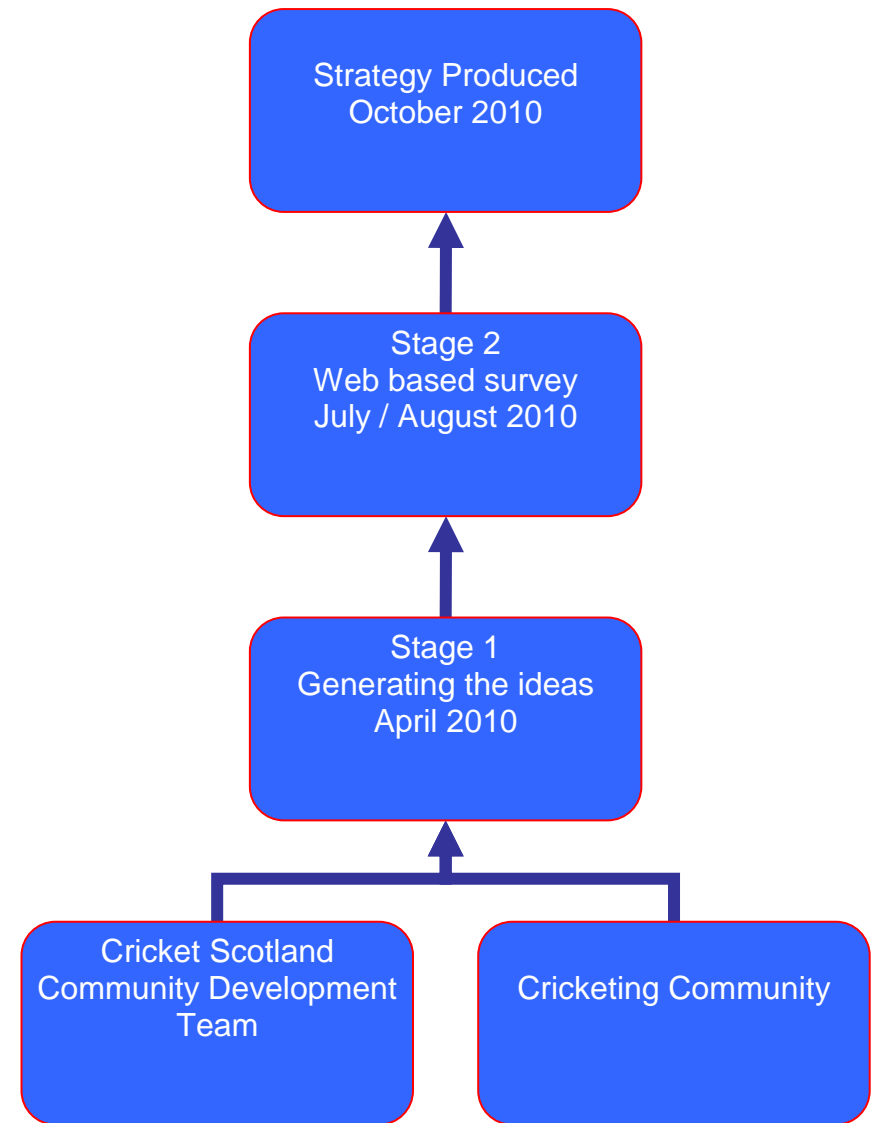 Strategy Produced
October 2010
Stage 2
Web based survey
July / August 2010
Stage 1
Generating the ideas
April 2010
Cricket Scotland
Community Development
Team
Cricketing Community